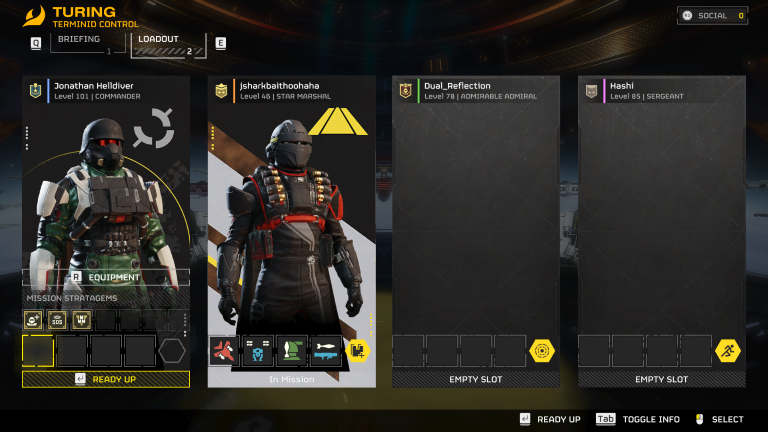 TURING
TERMINID CONTROL
SOCIAL 0
Q BRIEFING 1 LOADOUT 2 E
Jonathan Helldiver
Level 101 | COMMANDER
jsharkbaithoohaha
Level 46 | STAR MARSHAL
Dual_Reflection
Level 78 | ADMIRABLE ADMIRAL
Hashi
Level 85 | SERGEANT
R EQUIPMENT
MISSION STRATAGEMS
SOS
READY UP
In Mission
EMPTY SLOT
EMPTY SLOT
READY UP Tab TOGGLE INFO SELECT